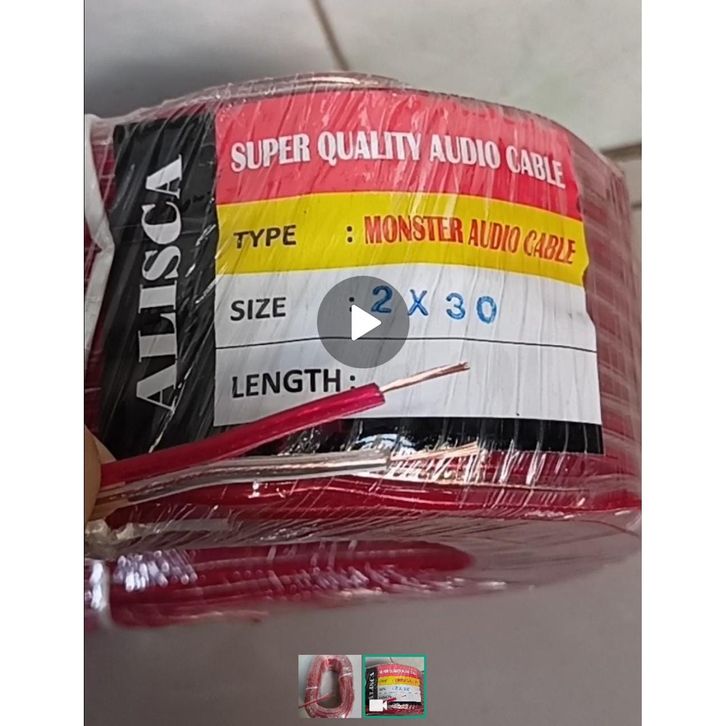 ALISCA
SUPER QUALITY AUDIO CABLE
TYPE : MONSTER AUDIO CABLE
SIZE : 2 X 30
LENGTH :